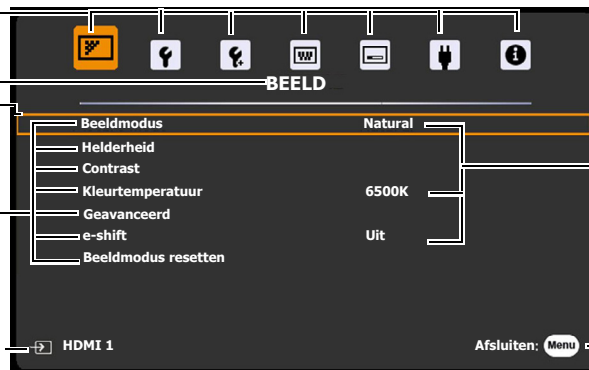 BEELD
Beeldmodus Natural
Helderheid
Contrast
Kleurtemperatuur 6500K
Geavanceerd
e-shift Uit
Beeldmodus resetten
HDMI 1 Afsluiten: Menu